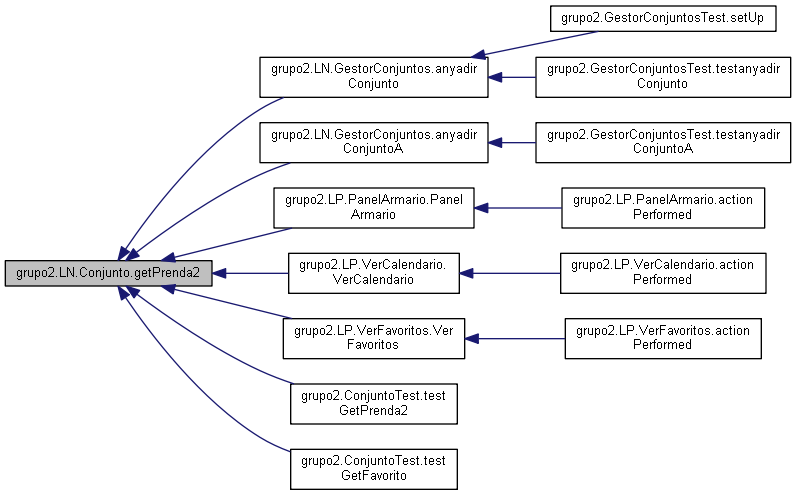 grupo2.GestorConjuntosTest.setUp
grupo2.LN.GestorConjuntos.anyadir
Conjunto
grupo2.GestorConjuntosTest.testanyadir
Conjunto
grupo2.LN.GestorConjuntos.anyadir
ConjuntoA
grupo2.GestorConjuntosTest.testanyadir
ConjuntoA
grupo2.LP.PanelArmario.Panel
Armario
grupo2.LP.PanelArmario.action
Performed
grupo2.LN.Conjunto.getPrenda2
grupo2.LP.VerCalendario.
VerCalendario
grupo2.LP.VerCalendario.action
Performed
grupo2.LP.VerFavoritos.Ver
Favoritos
grupo2.LP.VerFavoritos.action
Performed
grupo2.ConjuntoTest.test
GetPrenda2
grupo2.ConjuntoTest.test
GetFavorito